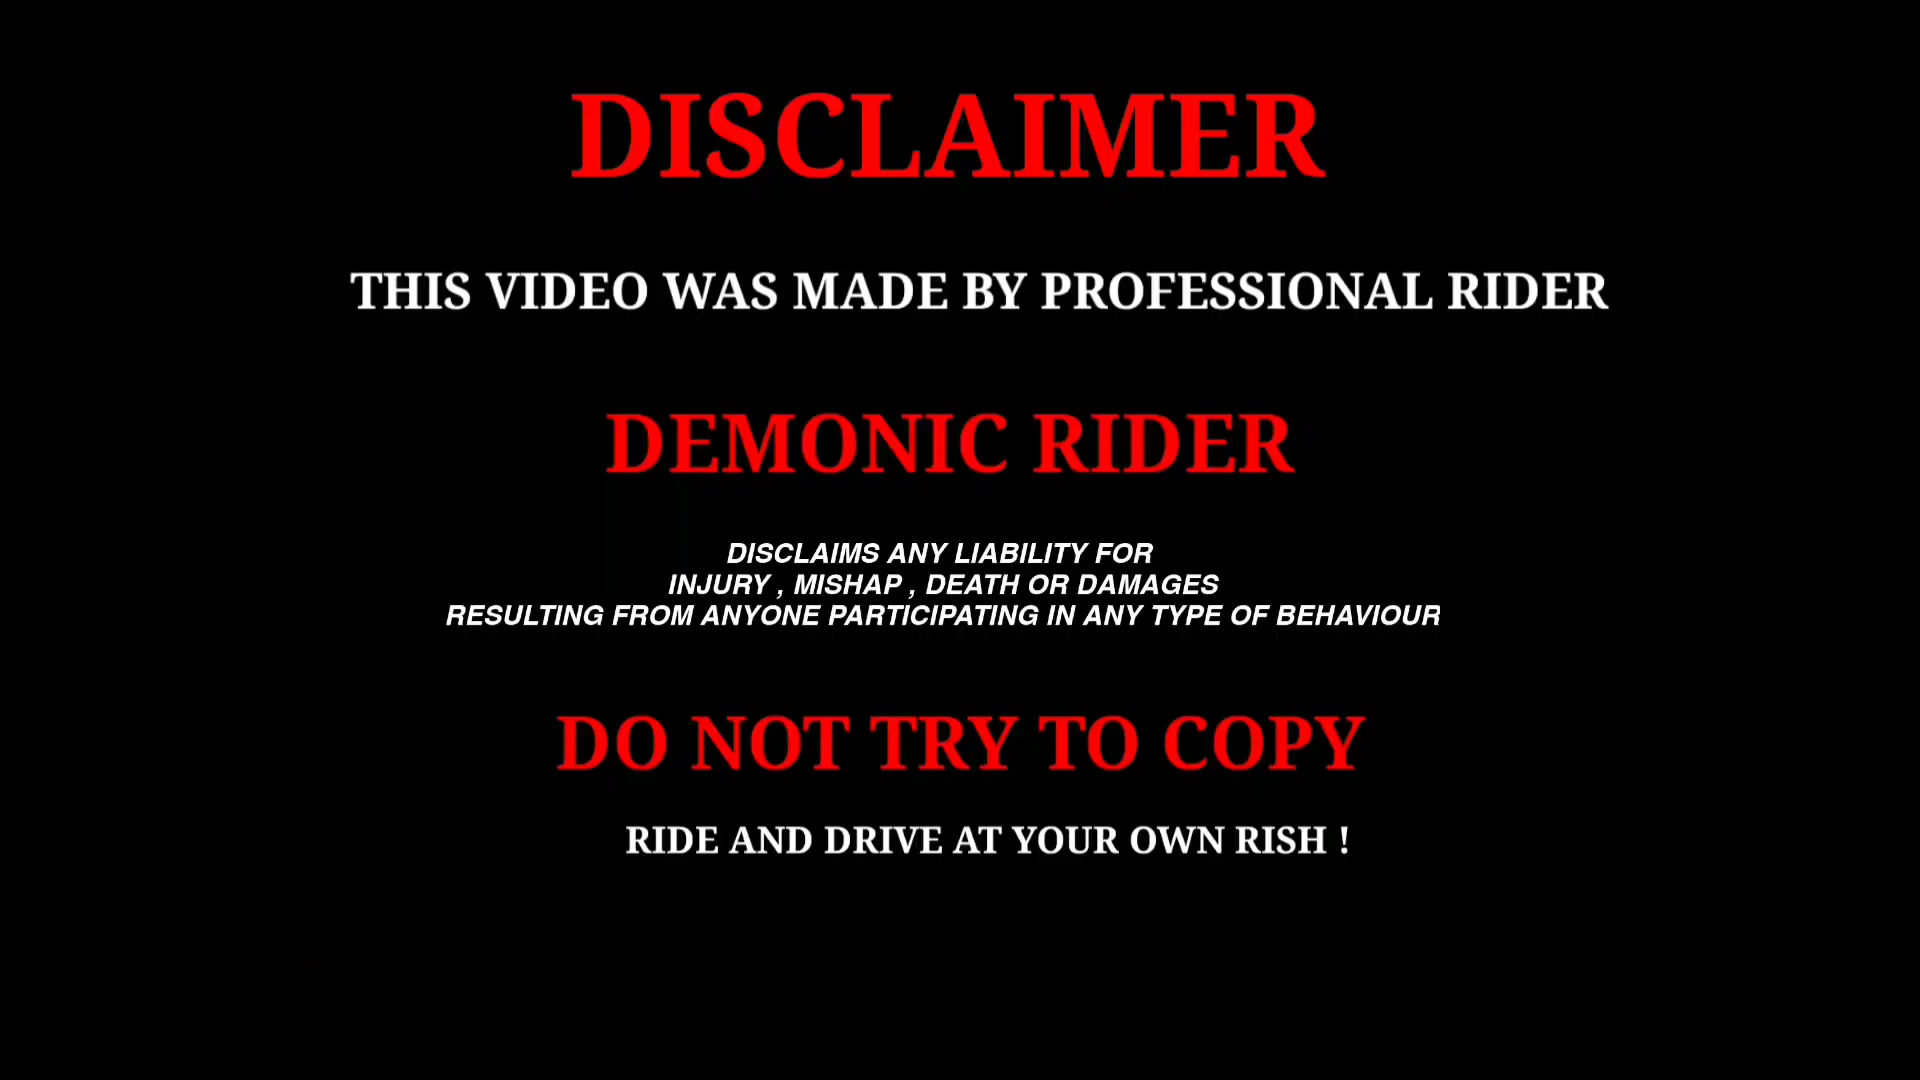 DISCLAIMER
THIS VIDEO WAS MADE BY PROFESSIONAL RIDER
DEMONIC RIDER
DISCLAIMS ANY LIABILITY FOR
INJURY , MISHAP , DEATH OR DAMAGES
RESULTING FROM ANYONE PARTICIPATING IN ANY TYPE OF BEHAVIOUR
DO NOT TRY TO COPY
RIDE AND DRIVE AT YOUR OWN RISH !